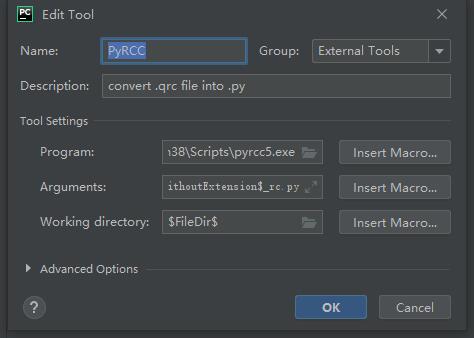 PC Edit Tool
Name: PyRCC Group: External Tools
Description: convert .qrc file into .py
Tool Settings
Program: 38\Scripts\pyrcc5.exe Insert Macro...
Arguments: ithoutExtension$_rc.py Insert Macro...
Working directory: $FileDir$ Insert Macro...
Advanced Options
? OK Cancel